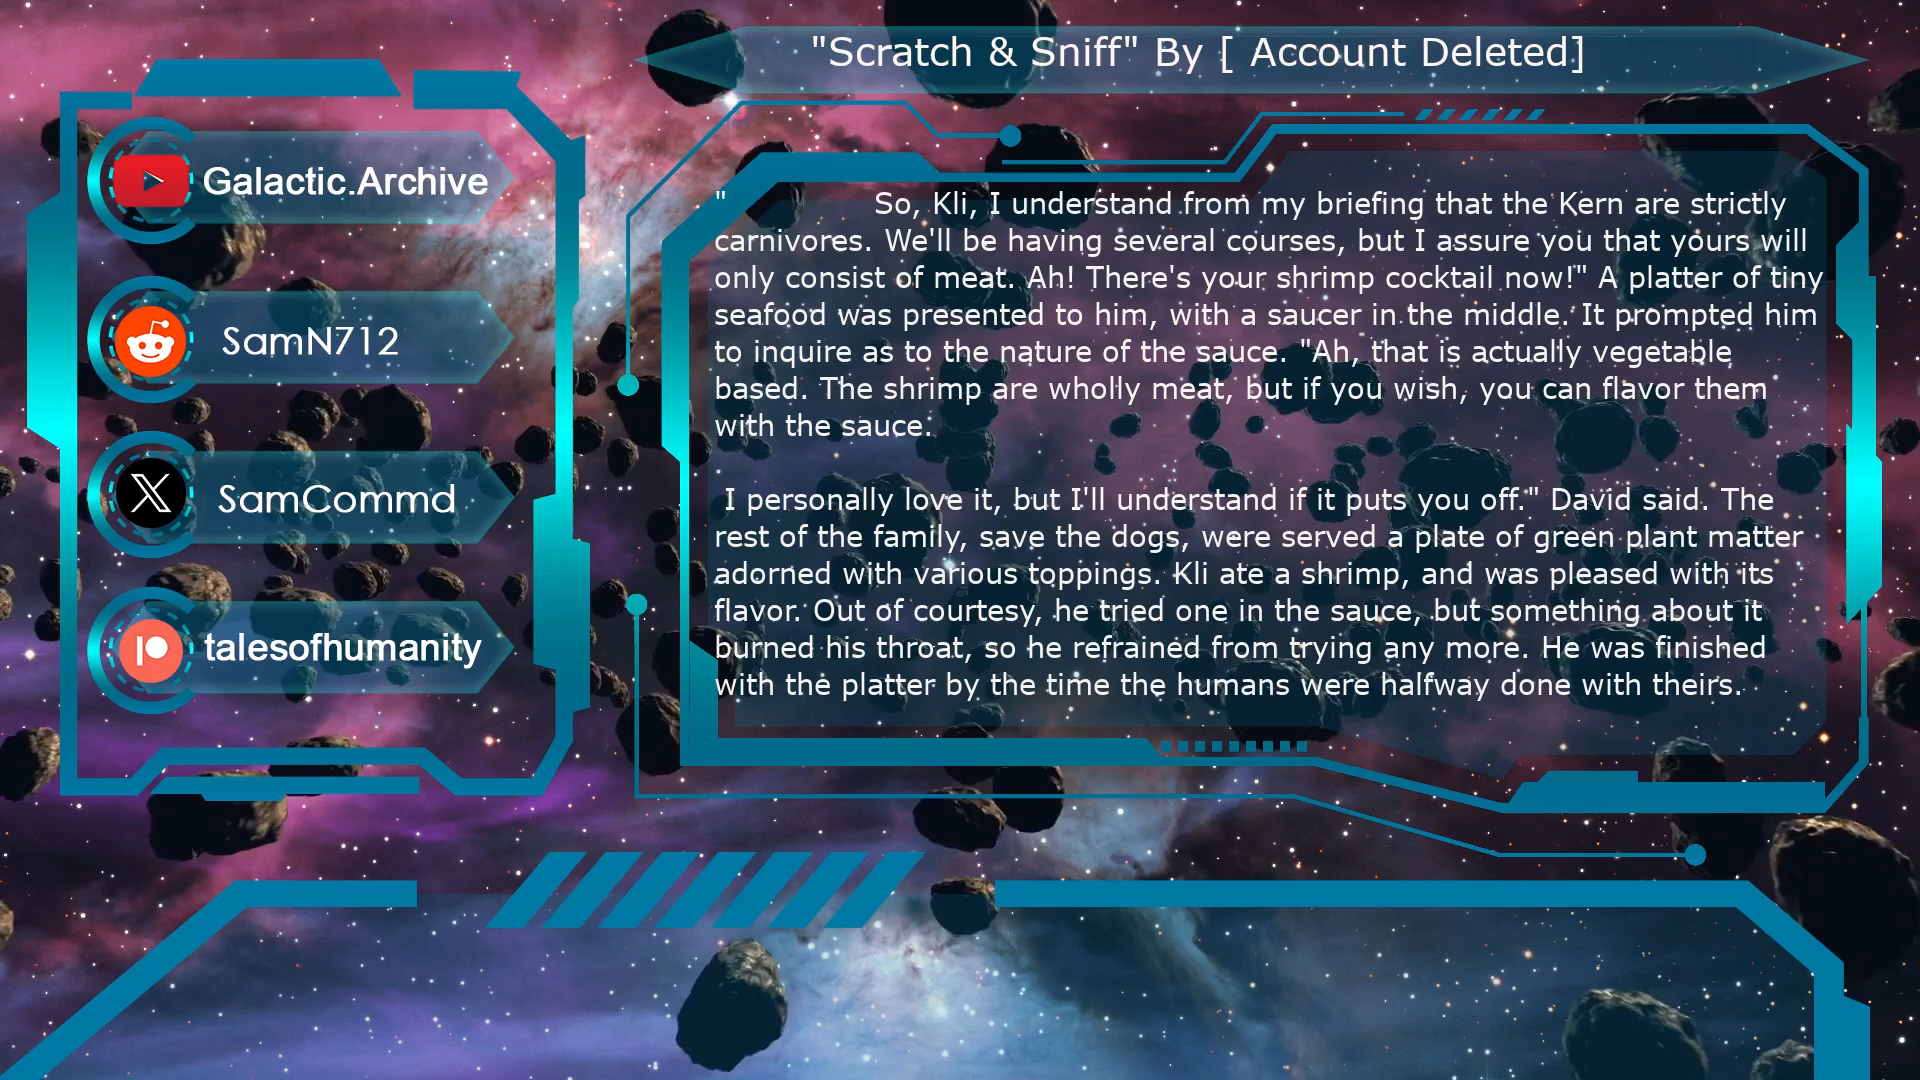 "Scratch & Sniff" By [ Account Deleted]
Galactic.Archive
SamN712
SamCommd
talesofhumanity
" So, Kli, I understand from my briefing that the Kern are strictly
carnivores. We'll be having several courses, but I assure you that yours will
only consist of meat. Ah! There's your shrimp cocktail now!" A platter of tiny
seafood was presented to him, with a saucer in the middle. It prompted him
to inquire as to the nature of the sauce. "Ah, that is actually vegetable
based. The shrimp are wholly meat, but if you wish, you can flavor them
with the sauce.
I personally love it, but I'll understand if it puts you off." David said. The
rest of the family, save the dogs, were served a plate of green plant matter
adorned with various toppings. Kli ate a shrimp, and was pleased with its
flavor. Out of courtesy, he tried one in the sauce, but something about it
burned his throat, so he refrained from trying any more. He was finished
with the platter by the time the humans were halfway done with theirs.